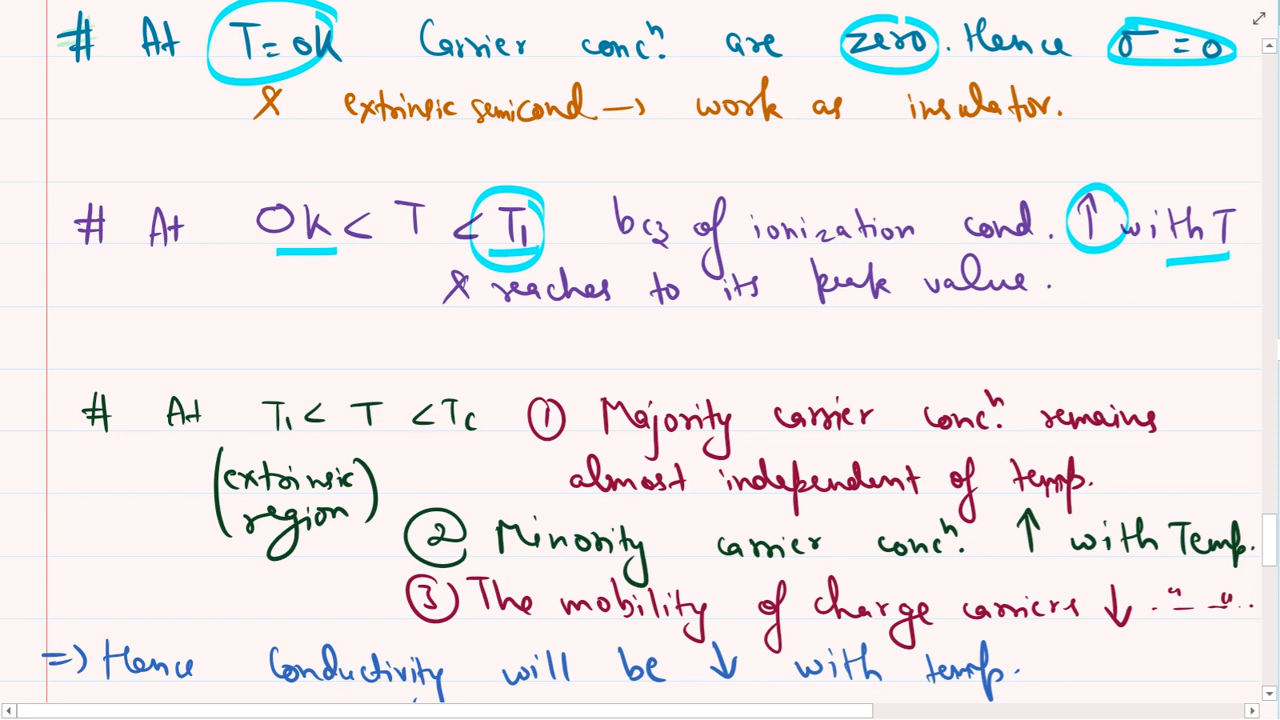 # At T=0k Carrier concⁿ. are zero. Hence σ = 0
& extrinsic semicond → work as insulator.
# At 0k < T < T₁ bcz of ionization cond. ↑ with T
& reaches to its peak value.
# At T₁ < T < Tc ① Majority carrier concⁿ. remains
(extrinsic region) almost independent of temp.
② Minority carrier concⁿ. ↑ with Temp.
③ The mobility of charge carriers ↓ -"- -"-.
=> Hence Conductivity will be ↓ with temp.